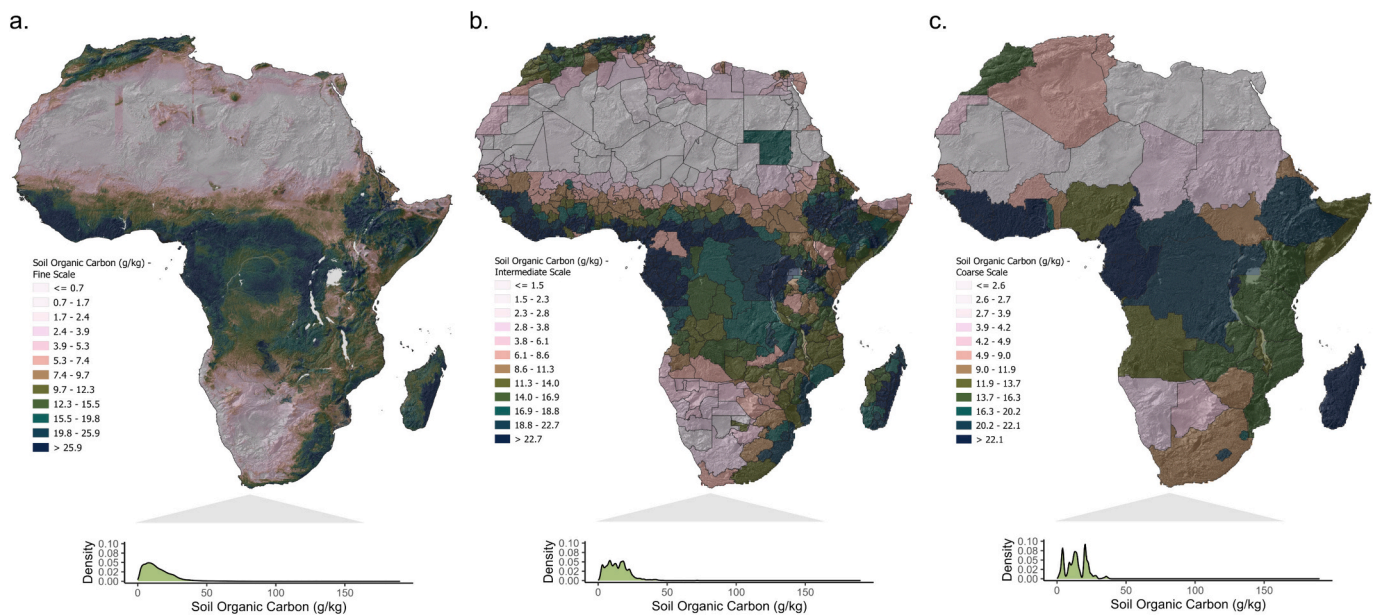 a.
b.
c.
Soil Organic Carbon (g/kg) -
Fine Scale
<= 0.7
0.7 - 1.7
1.7 - 2.4
2.4 - 3.9
3.9 - 5.3
5.3 - 7.4
7.4 - 9.7
9.7 - 12.3
12.3 - 15.5
15.5 - 19.8
19.8 - 25.9
> 25.9
Soil Organic Carbon (g/kg) -
Intermediate Scale
<= 1.5
1.5 - 2.3
2.3 - 2.8
2.8 - 3.8
3.8 - 6.1
6.1 - 8.6
8.6 - 11.3
11.3 - 14.0
14.0 - 16.9
16.9 - 18.8
18.8 - 22.7
> 22.7
Soil Organic Carbon (g/kg) -
Coarse Scale
<= 2.6
2.6 - 2.7
2.7 - 3.9
3.9 - 4.2
4.2 - 4.9
4.9 - 9.0
9.0 - 11.9
11.9 - 13.7
13.7 - 16.3
16.3 - 20.2
20.2 - 22.1
> 22.1
Density
0.10
0.08
0.05
0.02
0.00
0 50 100 150
Soil Organic Carbon (g/kg)
Density
0.10
0.08
0.05
0.02
0.00
0 50 100 150
Soil Organic Carbon (g/kg)
Density
0.10
0.08
0.05
0.02
0.00
0 50 100 150
Soil Organic Carbon (g/kg)